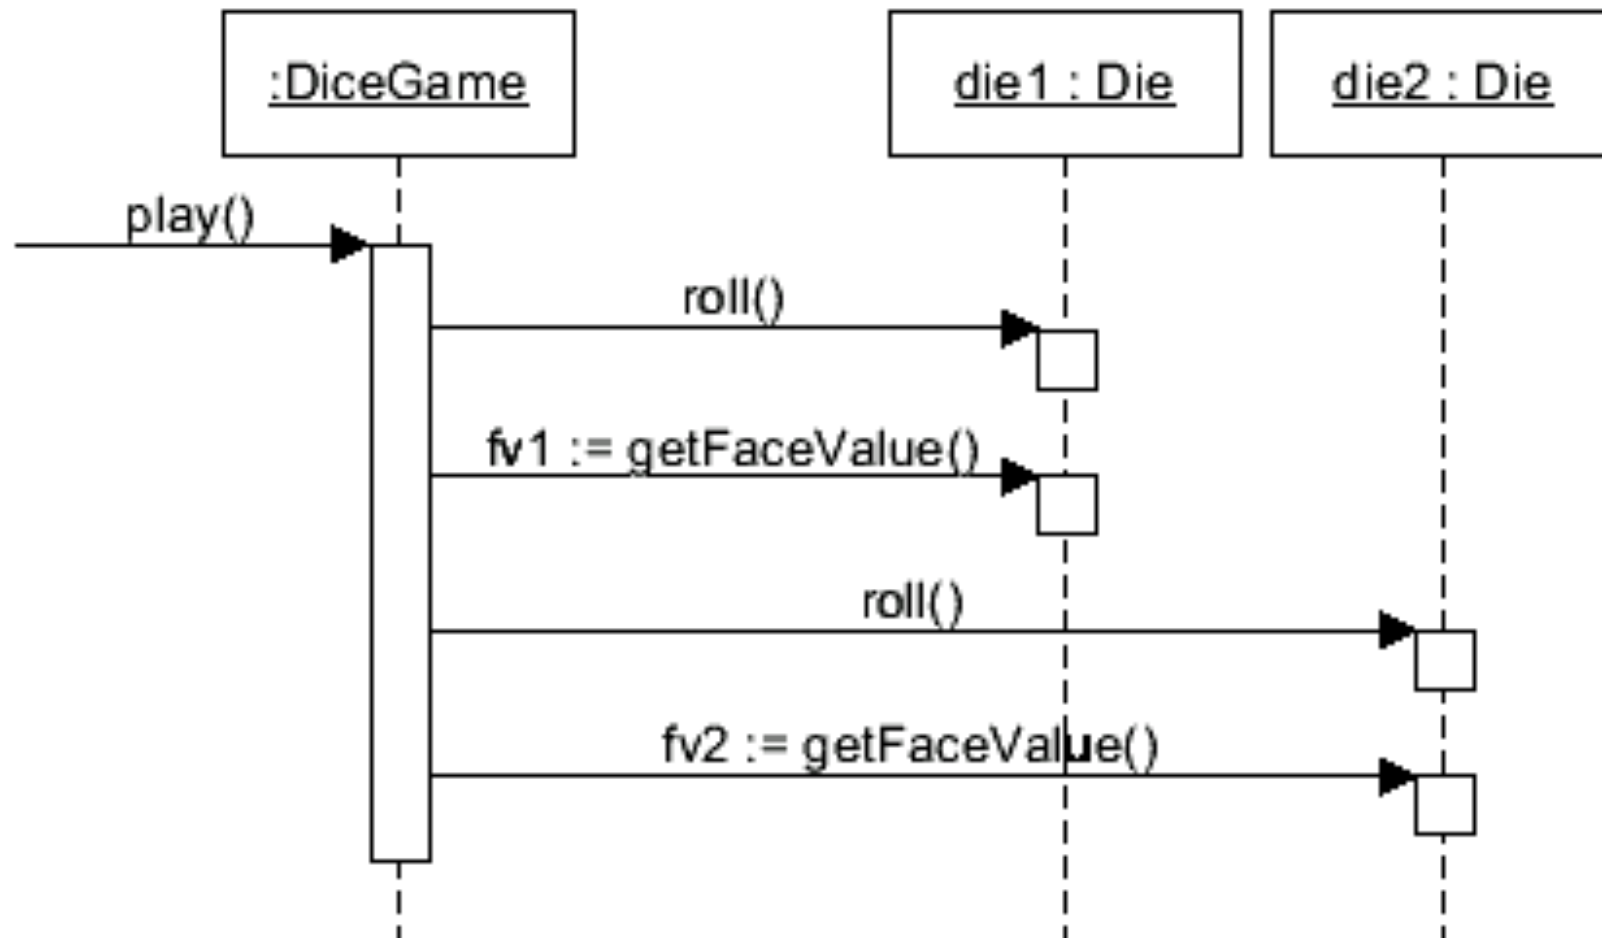 :DiceGame
die1 : Die
die2 : Die
play()
roll()
fv1 := getFaceValue()
roll()
fv2 := getFaceValue()